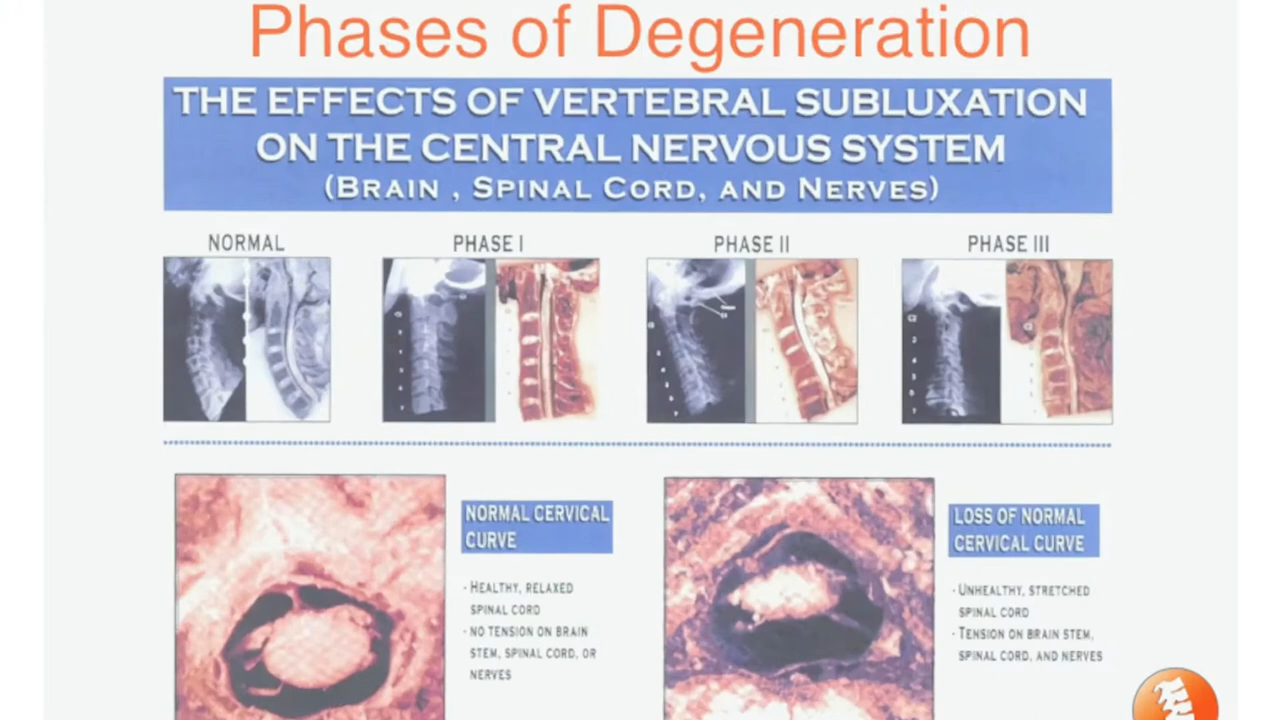 Phases of Degeneration
THE EFFECTS OF VERTEBRAL SUBLUXATION
ON THE CENTRAL NERVOUS SYSTEM
(BRAIN , SPINAL CORD, AND NERVES)
NORMAL
PHASE I
PHASE II
PHASE III
NORMAL CERVICAL
CURVE
- HEALTHY, RELAXED
SPINAL CORD
- NO TENSION ON BRAIN
STEM, SPINAL CORD, OR
NERVES
LOSS OF NORMAL
CERVICAL CURVE
- UNHEALTHY, STRETCHED
SPINAL CORD
- TENSION ON BRAIN STEM,
SPINAL CORD, AND NERVES